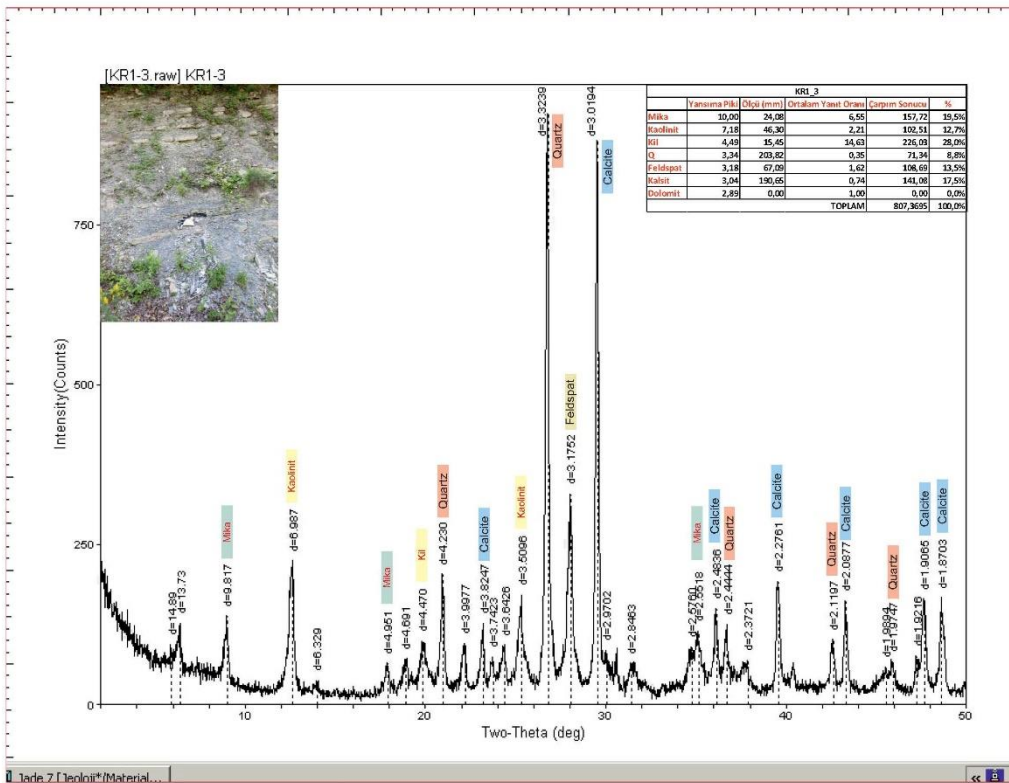 [KR1-3.raw] KR1-3
KR1_3
Yansıma Piki Ölçü (mm) Ortalam Yanıt Oranı Çarpım Sonucu %
Mika 10,00 24,08 6,55 157,72 19,5%
Kaolinit 7,18 46,30 2,21 102,51 12,7%
Kil 4,49 15,45 14,63 226,03 28,0%
Q 3,34 203,82 0,35 71,34 8,8%
Feldspat 3,18 67,09 1,62 108,69 13,5%
Kalsit 3,04 190,65 0,74 141,08 17,5%
Dolomit 2,89 0,00 1,00 0,00 0,0%
TOPLAM 807,3695 100,0%
Intensity(Counts)
750
500
250
0
d=14.89
d=13.73
Mika
d=9.817
Kaolinit
d=6.987
d=6.329
Mika
d=4.951
d=4.691
Kil
d=4.470
Quartz
d=4.230
d=3.9977
Calcite
d=3.8247
d=3.7423
d=3.6426
Kaolinit
d=3.5096
d=3.3239
Quartz
Feldspat
d=3.1752
d=3.0194
Calcite
d=2.9702
d=2.8463
d=2.5760
Mika
d=2.5518
Calcite
d=2.4836
Quartz
d=2.4444
d=2.3721
Calcite
d=2.2761
Quartz
d=2.1197
Calcite
d=2.0877
d=1.9894
Quartz
d=1.9747
d=1.9216
Calcite
d=1.9065
Calcite
d=1.8703
10 20 30 40 50
Two-Theta (deg)
Jade 7 [Jeoloji*/Material...
«